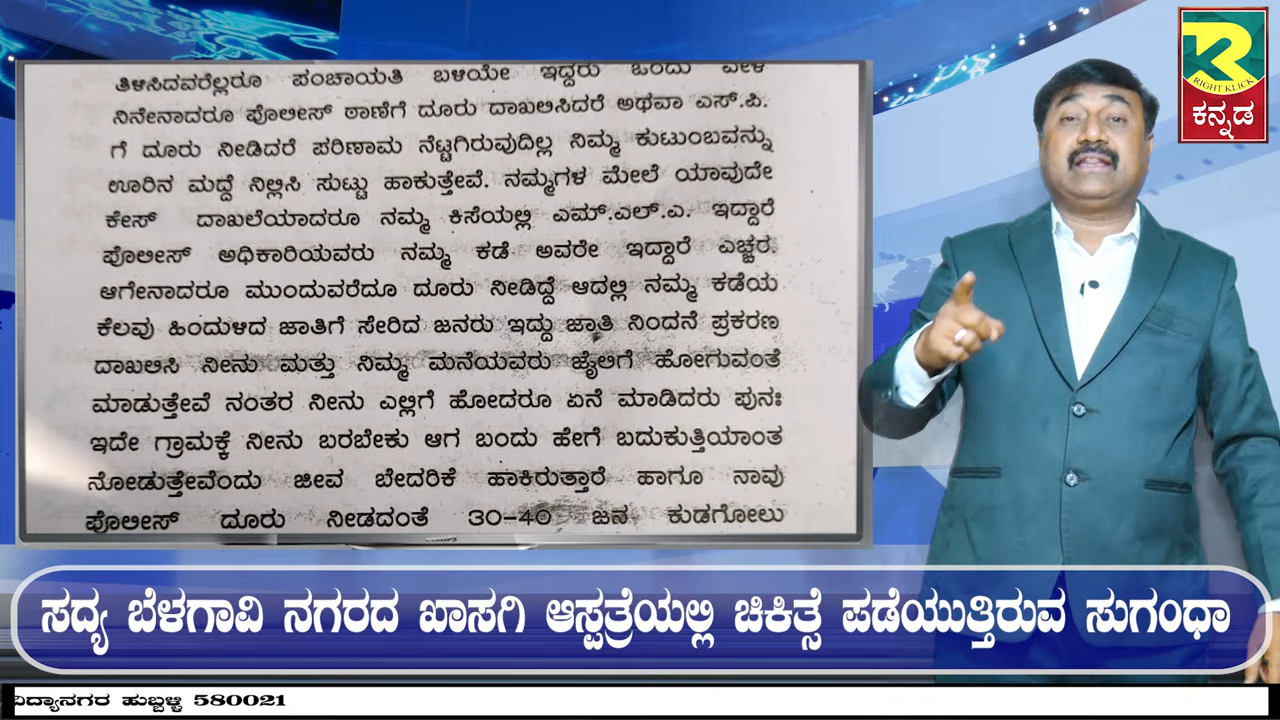 ತಿಳಿಸಿದವರೆಲ್ಲರೂ ಪಂಚಾಯತಿ ಬಳಿಯೇ ಇದ್ದರು ಒಂದು ವೇಳೆ
ನಿನೇನಾದರೂ ಪೊಲೀಸ್ ಠಾಣೆಗೆ ದೂರು ದಾಖಲಿಸಿದರೆ ಅಥವಾ ಎಸ್.ಪಿ.
ಗೆ ದೂರು ನೀಡಿದರೆ ಪರಿಣಾಮ ನೆಟ್ಟಗಿರುವುದಿಲ್ಲ ನಿಮ್ಮ ಕುಟುಂಬವನ್ನು
ಊರಿನ ಮದ್ದೆ ನಿಲ್ಲಿಸಿ ಸುಟ್ಟು ಹಾಕುತ್ತೇವೆ. ನಮ್ಮಗಳ ಮೇಲೆ ಯಾವುದೇ
ಕೇಸ್ ದಾಖಲೆಯಾದರೂ ನಮ್ಮ ಕಿಸೆಯಲ್ಲಿ ಎಮ್.ಎಲ್.ಎ. ಇದ್ದಾರೆ
ಪೊಲೀಸ್ ಅಧಿಕಾರಿಯವರು ನಮ್ಮ ಕಡೆ ಅವರೇ ಇದ್ದಾರೆ ಎಚ್ಚರ.
ಆಗೇನಾದರೂ ಮುಂದುವರೆದೂ ದೂರು ನೀಡಿದ್ದೆ ಆದಲ್ಲಿ ನಮ್ಮ ಕಡೆಯ
ಕೆಲವು ಹಿಂದುಳಿದ ಜಾತಿಗೆ ಸೇರಿದ ಜನರು ಇದ್ದು ಜಾತಿ ನಿಂದನೆ ಪ್ರಕರಣ
ದಾಖಲಿಸಿ ನೀನು ಮತ್ತು ನಿಮ್ಮ ಮನೆಯವರು ಜೈಲಿಗೆ ಹೋಗುವಂತೆ
ಮಾಡುತ್ತೇವೆ ನಂತರ ನೀನು ಎಲ್ಲಿಗೆ ಹೋದರೂ ಏನೆ ಮಾಡಿದರು ಪುನಃ
ಇದೇ ಗ್ರಾಮಕ್ಕೆ ನೀನು ಬರಬೇಕು ಆಗ ಬಂದು ಹೇಗೆ ಬದುಕುತ್ತಿಯಾಂತ
ನೋಡುತ್ತೇವೆಂದು ಜೀವ ಬೇದರಿಕೆ ಹಾಕಿರುತ್ತಾರೆ ಹಾಗೂ ನಾವು
ಪೊಲೀಸ್ ದೂರು ನೀಡದಂತೆ 30-40 ಜನ ಕುಡಗೋಲು
RIGHT KLICK
ಕನ್ನಡ
ಸಧ್ಯ ಬೆಳಗಾವಿ ನಗರದ ಖಾಸಗಿ ಆಸ್ಪತ್ರೆಯಲ್ಲಿ ಚಿಕಿತ್ಸೆ ಪಡೆಯುತ್ತಿರುವ ಸುಗಂಧಾ
ವಿದ್ಯಾನಗರ ಹುಬ್ಬಳ್ಳಿ 580021